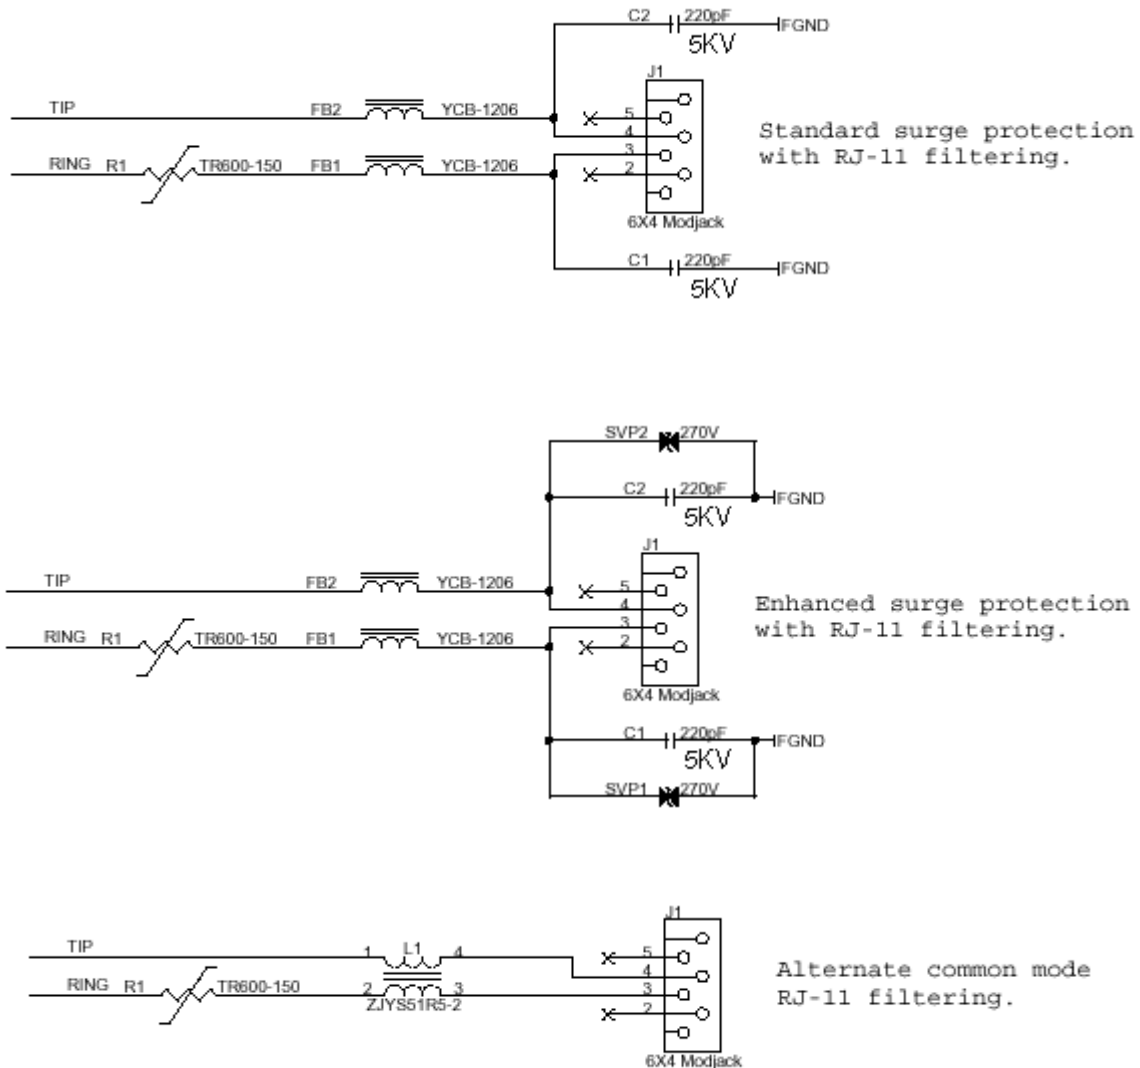 C2 220pF FGND
5KV
J1
TIP FB2 YCB-1206 5
4
Standard surge protection
with RJ-11 filtering.
3
RING R1 TR600-150 FB1 YCB-1206 2
6X4 Modjack
C1 220pF FGND
5KV
SVP2 270V
C2 220pF FGND
5KV
J1
TIP FB2 YCB-1206 5
4
Enhanced surge protection
with RJ-11 filtering.
3
RING R1 TR600-150 FB1 YCB-1206 2
6X4 Modjack
C1 220pF FGND
5KV
SVP1 270V
J1
TIP 1 L1 4 5
4
Alternate common mode
RJ-11 filtering.
RING R1 TR600-150 2 3 3
ZJYS51R5-2
2
6X4 Modjack